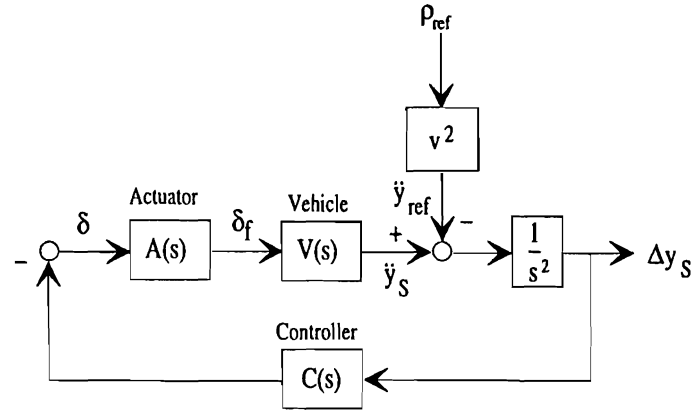 ρref
v²
Actuator
Vehicle
ÿref
−
δ
A(s)
δf
V(s)
+
ÿS
1
s²
ΔyS
−
Controller
C(s)